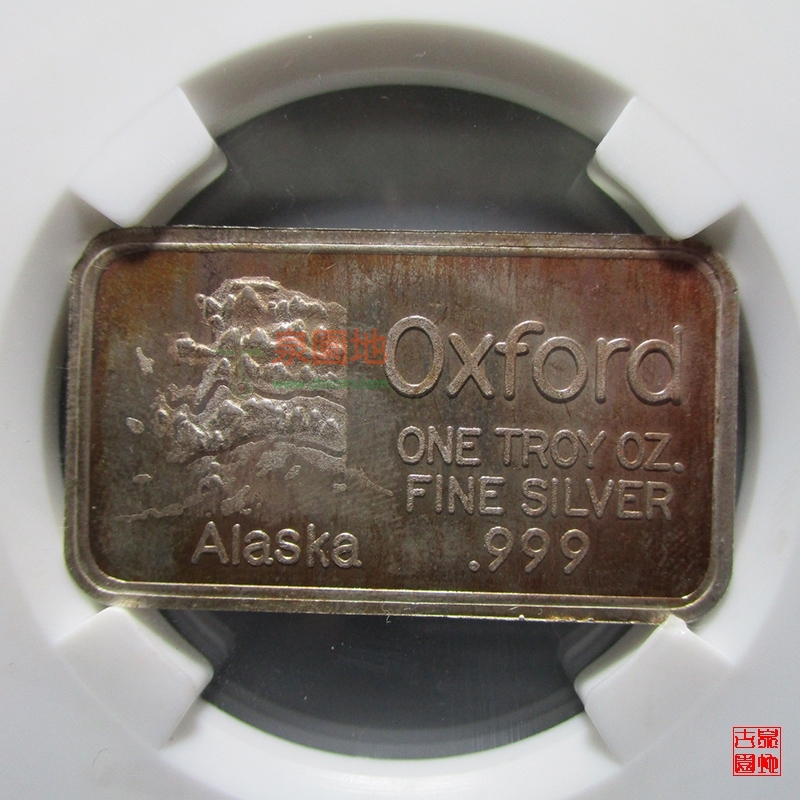 Oxford
ONE TROY OZ.
FINE SILVER
.999
Alaska